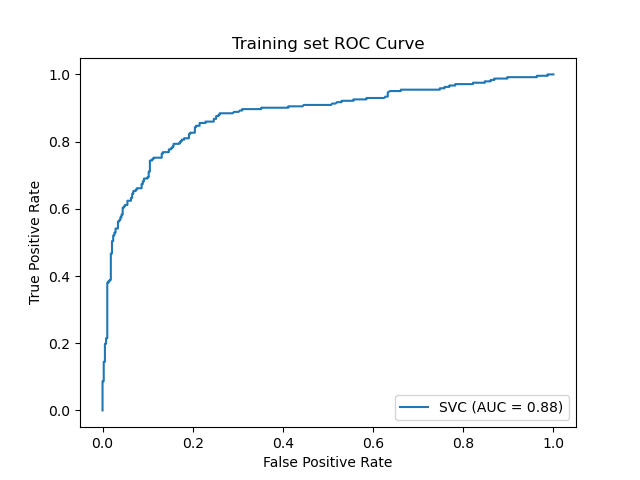 Training set ROC Curve
True Positive Rate
1.0
0.8
0.6
0.4
0.2
0.0
SVC (AUC = 0.88)
0.0 0.2 0.4 0.6 0.8 1.0
False Positive Rate